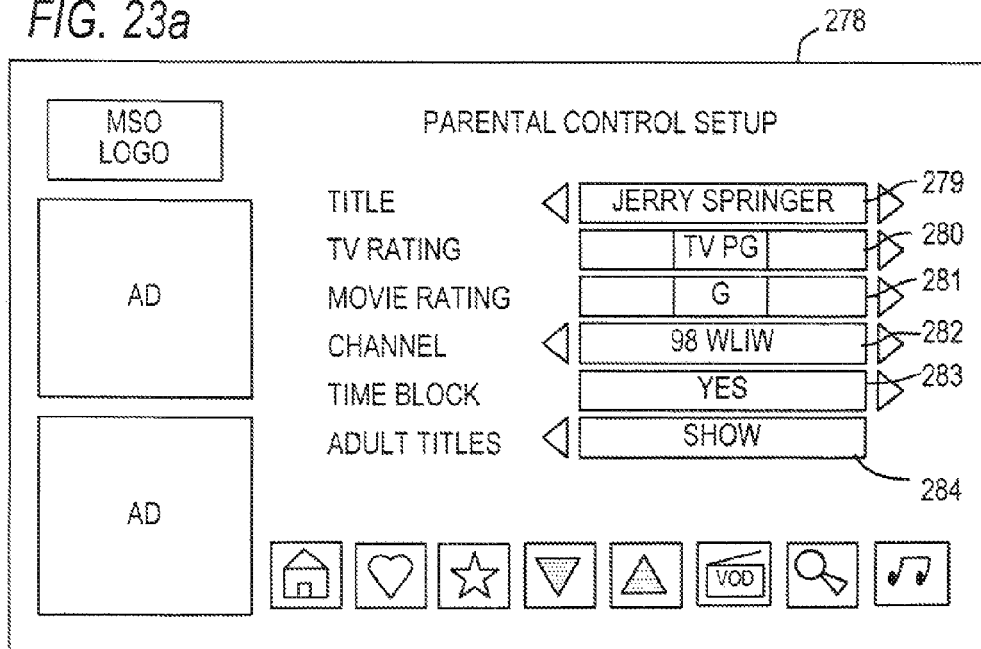 FIG. 23a
278
MSO
LOGO
PARENTAL CONTROL SETUP
TITLE JERRY SPRINGER 279
TV RATING TV PG 280
MOVIE RATING G 281
CHANNEL 98 WLIW 282
TIME BLOCK YES 283
ADULT TITLES SHOW
284
AD
AD
VOD